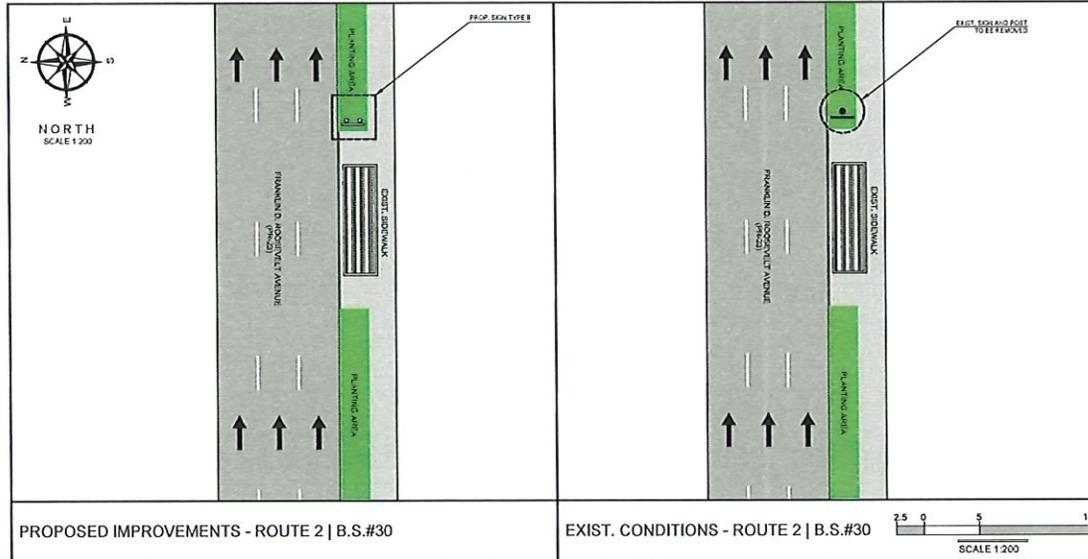 E
N
S
W
NORTH
SCALE 1:200
PROP. SIGN TYPE II
PLANTING AREA
EXIST. SIDEWALK
FRANKLIN D. ROOSEVELT AVENUE
(PR-23)
PLANTING AREA
PROPOSED IMPROVEMENTS - ROUTE 2 | B.S.#30
EXIST. SIGN AND POST
TO BE REMOVED
PLANTING AREA
EXIST. SIDEWALK
FRANKLIN D. ROOSEVELT AVENUE
(PR-23)
PLANTING AREA
EXIST. CONDITIONS - ROUTE 2 | B.S.#30
2.5 0 5
SCALE 1:200